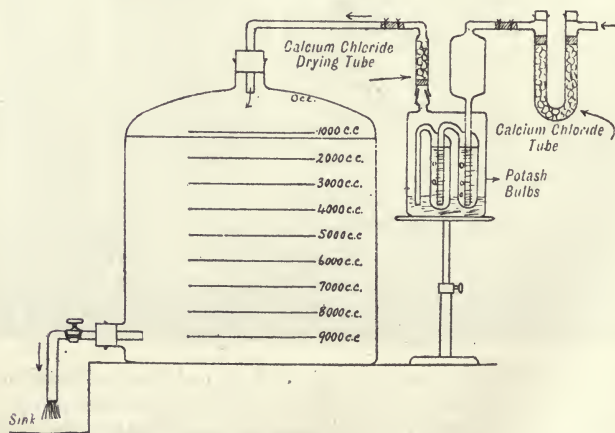 Calcium Chloride
Drying Tube
Occ.
1000 c.c
2000 c.c.
3000 c.c.
4000 c.c.
5000 c.c
6000 c.c.
7000 c.c.
8000 c.c.
9000 c.c
Calcium Chloride
Tube
Potash
Bulbs
Sink